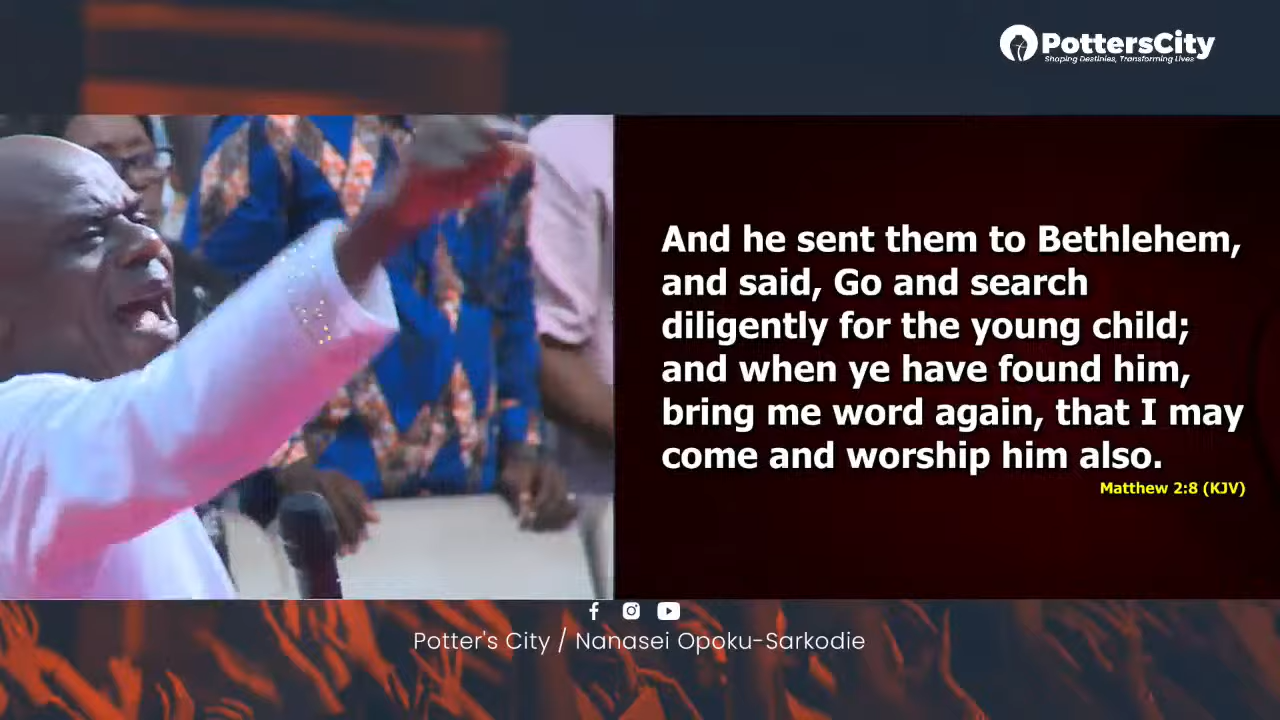 PottersCity
Shaping Destinies, Transforming Lives
And he sent them to Bethlehem,
and said, Go and search
diligently for the young child;
and when ye have found him,
bring me word again, that I may
come and worship him also.
Matthew 2:8 (KJV)
Potter's City / Nanasei Opoku-Sarkodie